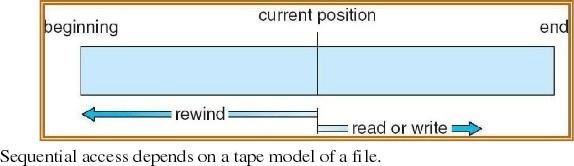 current position
beginning end
rewind
read or write
Sequential access depends on a tape model of a file.